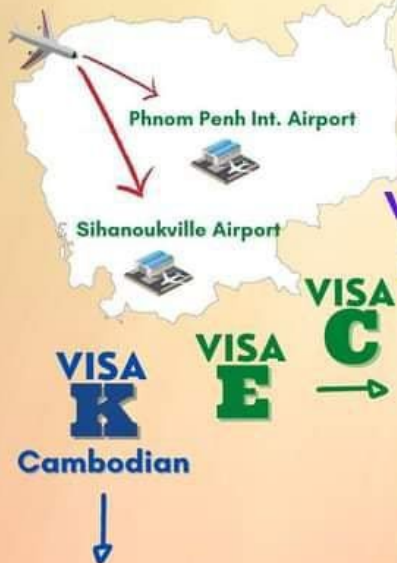 Phnom Penh Int. Airport
Sihanoukville Airport
VISA
C
VISA
E
VISA
K
Cambodian